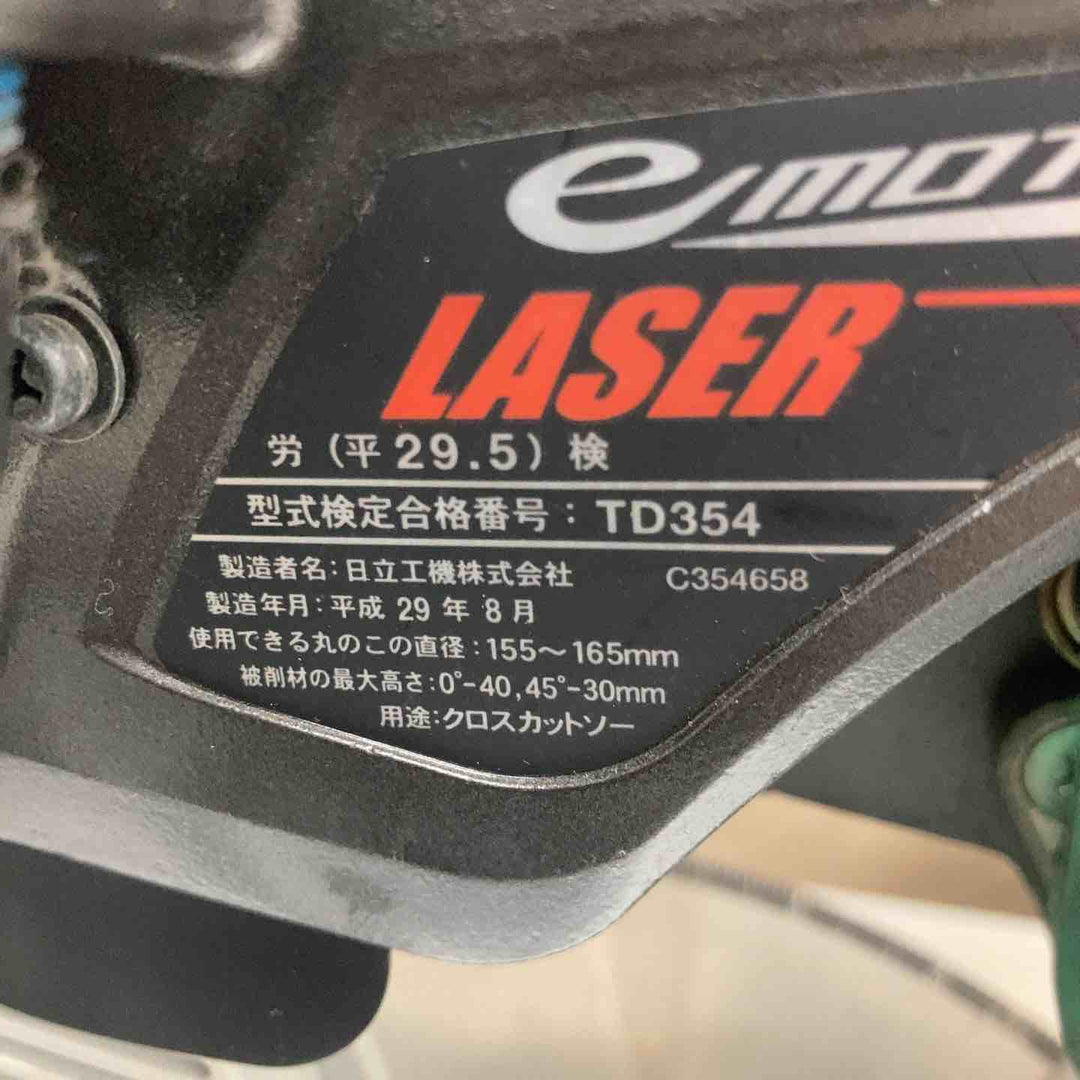 e MOT
LASER
労（平29.5）検
型式検定合格番号：TD354
製造者名：日立工機株式会社 C354658
製造年月：平成 29 年 8 月
使用できる丸のこの直径：155～165mm
被削材の最大高さ：0°-40, 45°-30mm
用途：クロスカットソー